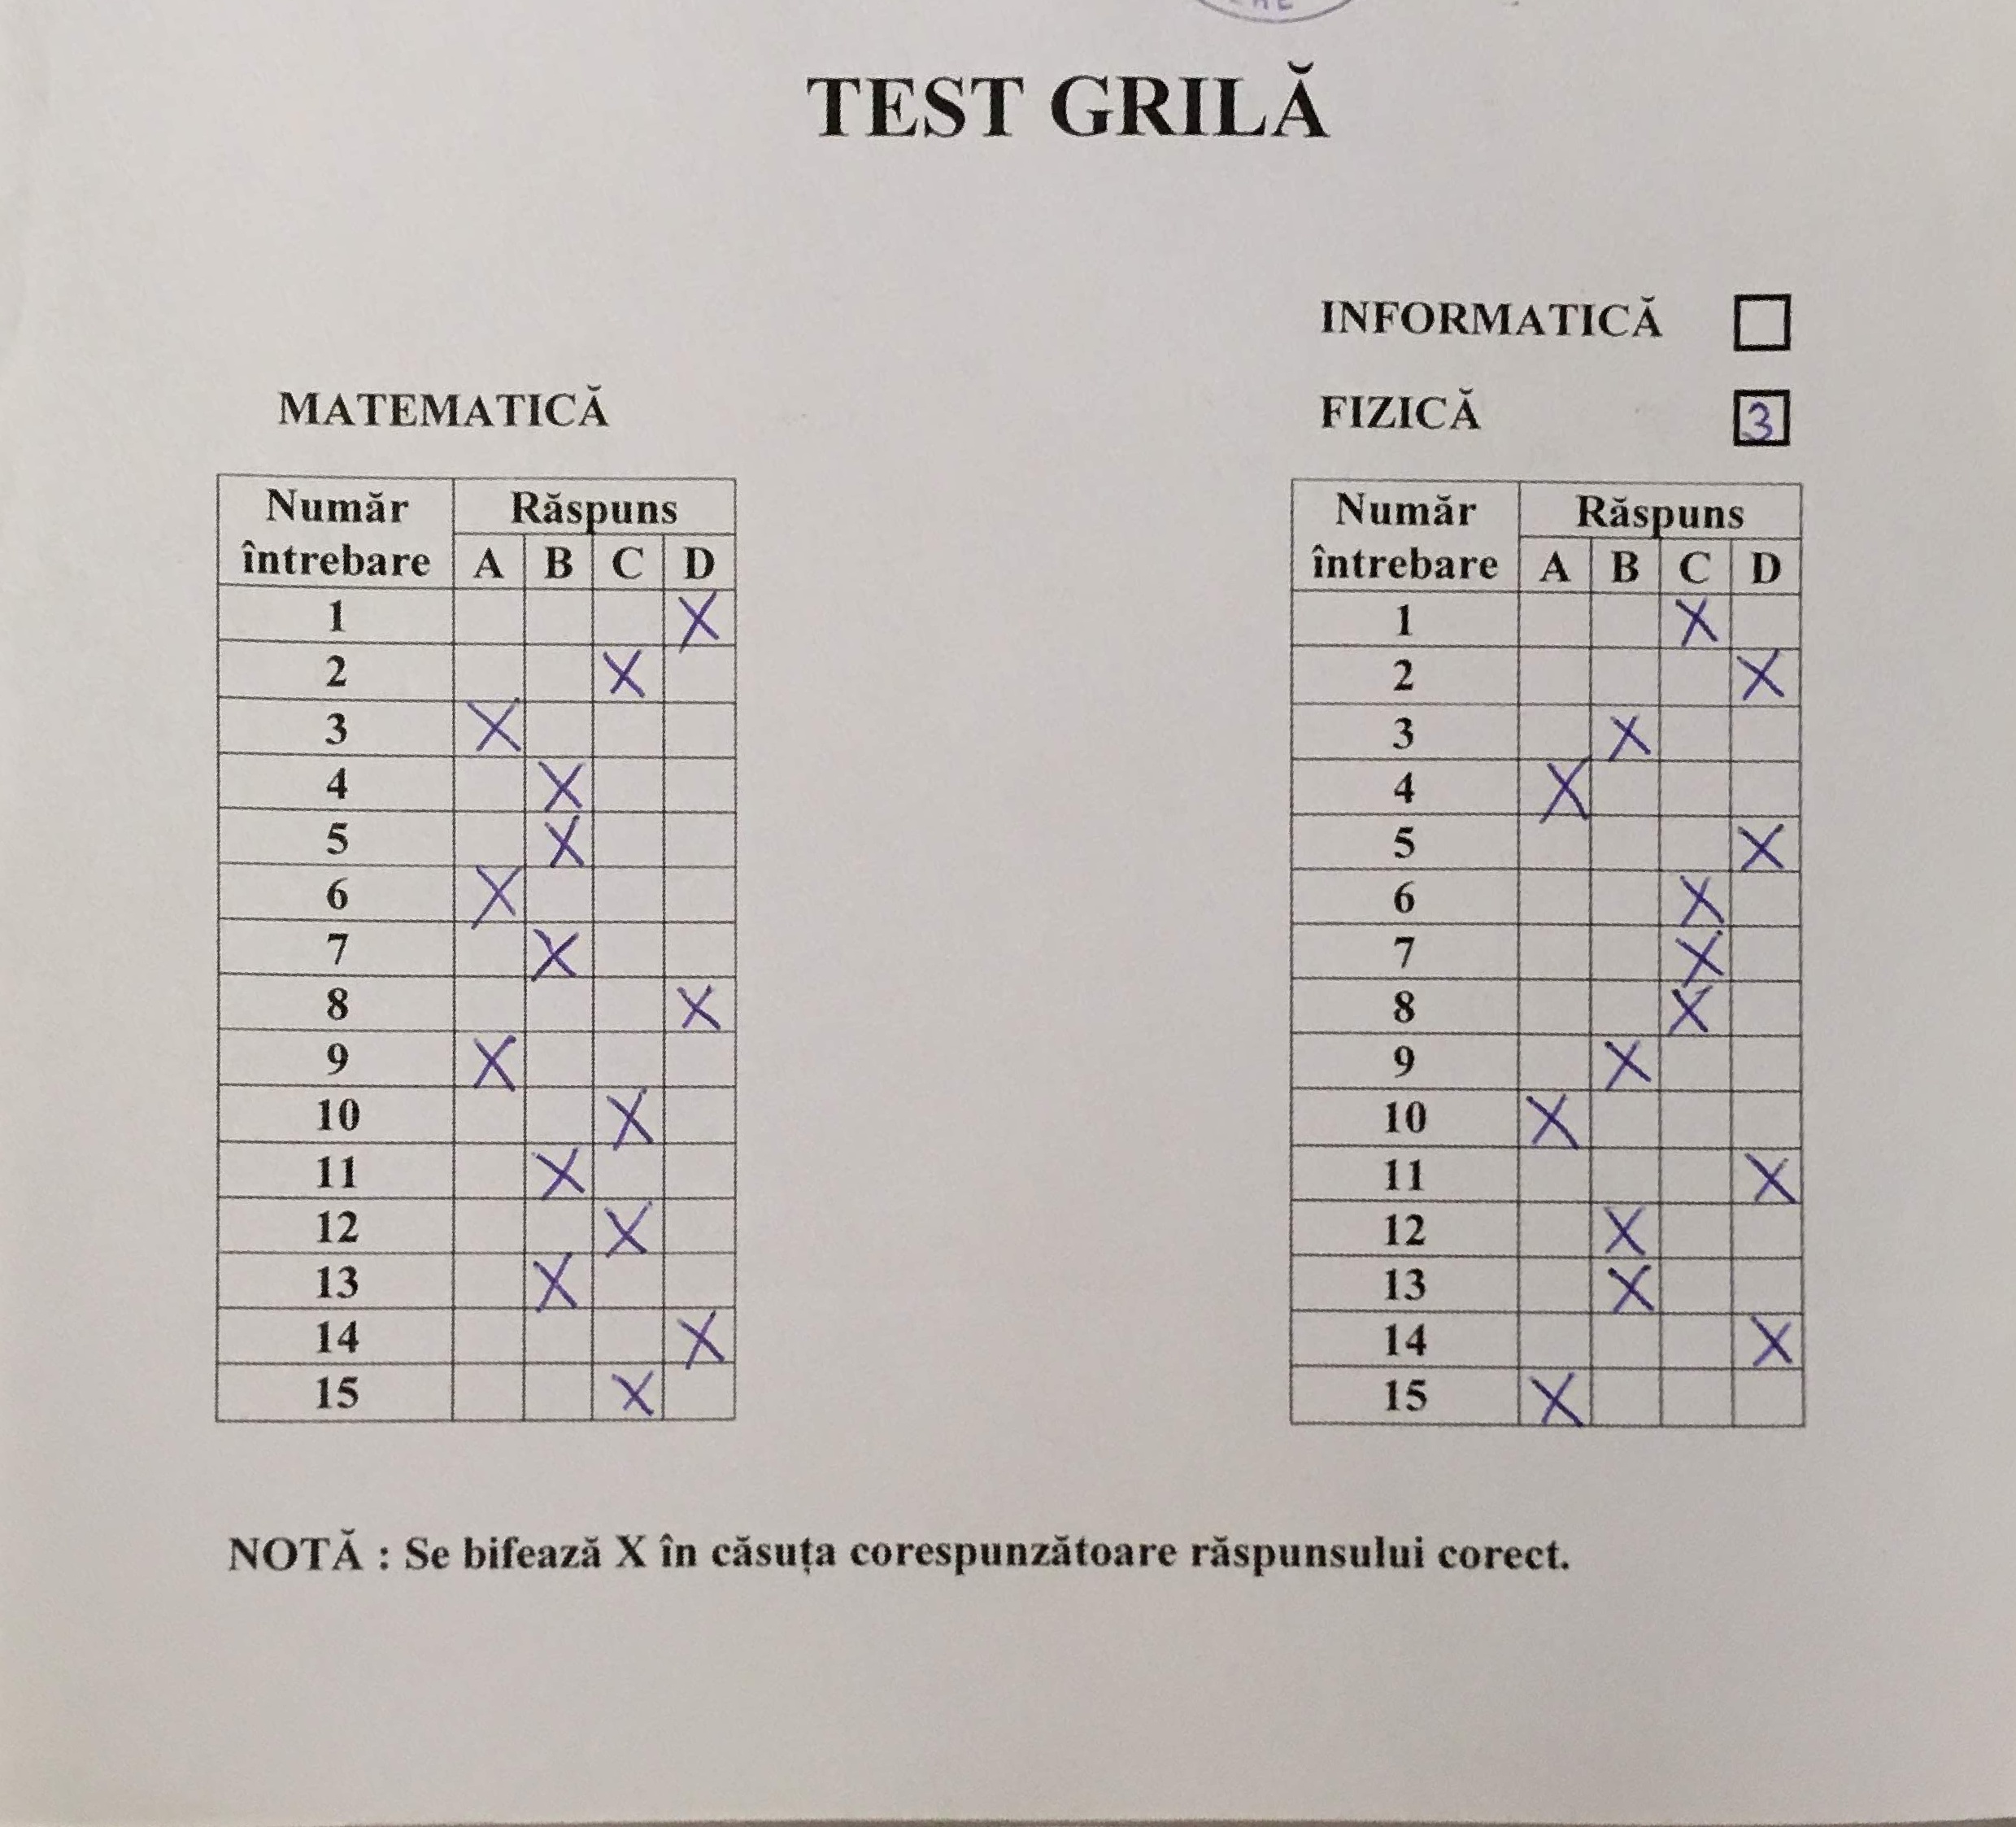 TEST GRILĂ
INFORMATICĂ
MATEMATICĂ
FIZICĂ 3
Număr întrebare Răspuns
A B C D
1 X
2 X
3 X
4 X
5 X
6 X
7 X
8 X
9 X
10 X
11 X
12 X
13 X
14 X
15 X
Număr întrebare Răspuns
A B C D
1 X
2 X
3 X
4 X
5 X
6 X
7 X
8 X
9 X
10 X
11 X
12 X
13 X
14 X
15 X
NOTĂ : Se bifează X în căsuța corespunzătoare răspunsului corect.